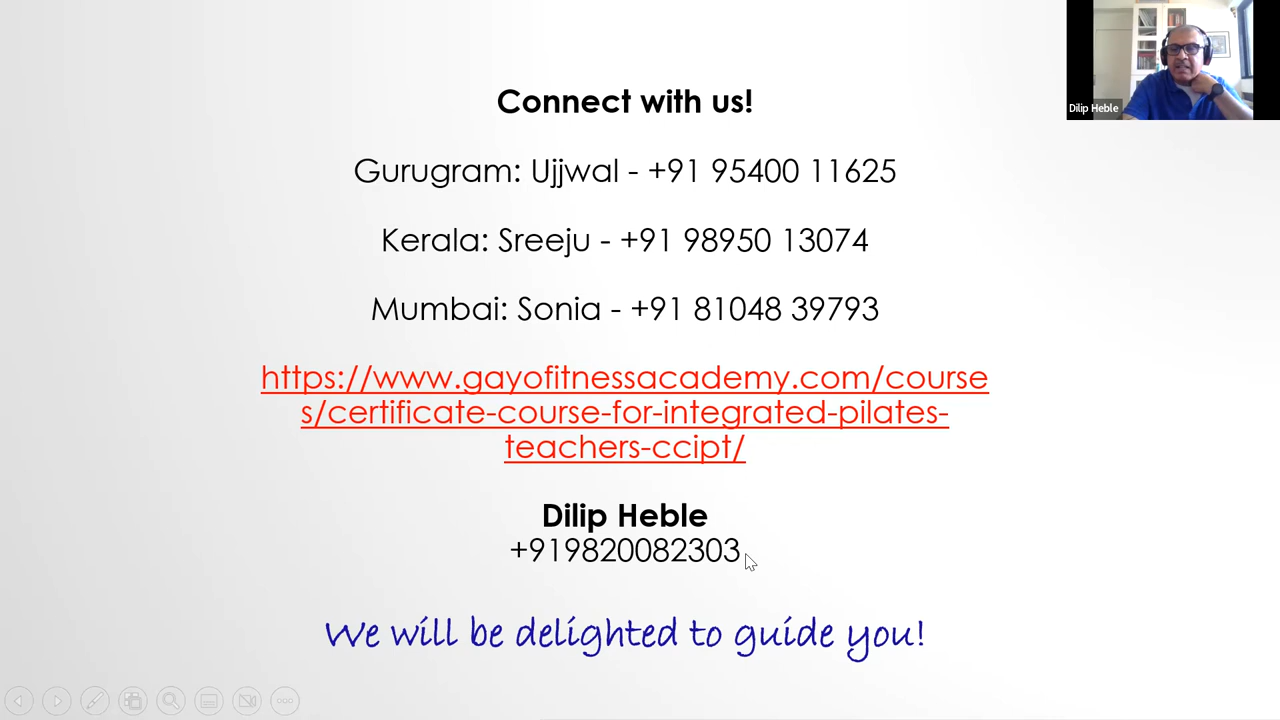 Connect with us!
Gurugram: Ujjwal - +91 95400 11625
Kerala: Sreeju - +91 98950 13074
Mumbai: Sonia - +91 81048 39793
https://www.gayofitnessacademy.com/course
s/certificate-course-for-integrated-pilates-
teachers-ccipt/
Dilip Heble
+919820082303
We will be delighted to guide you!
Dilip Heble